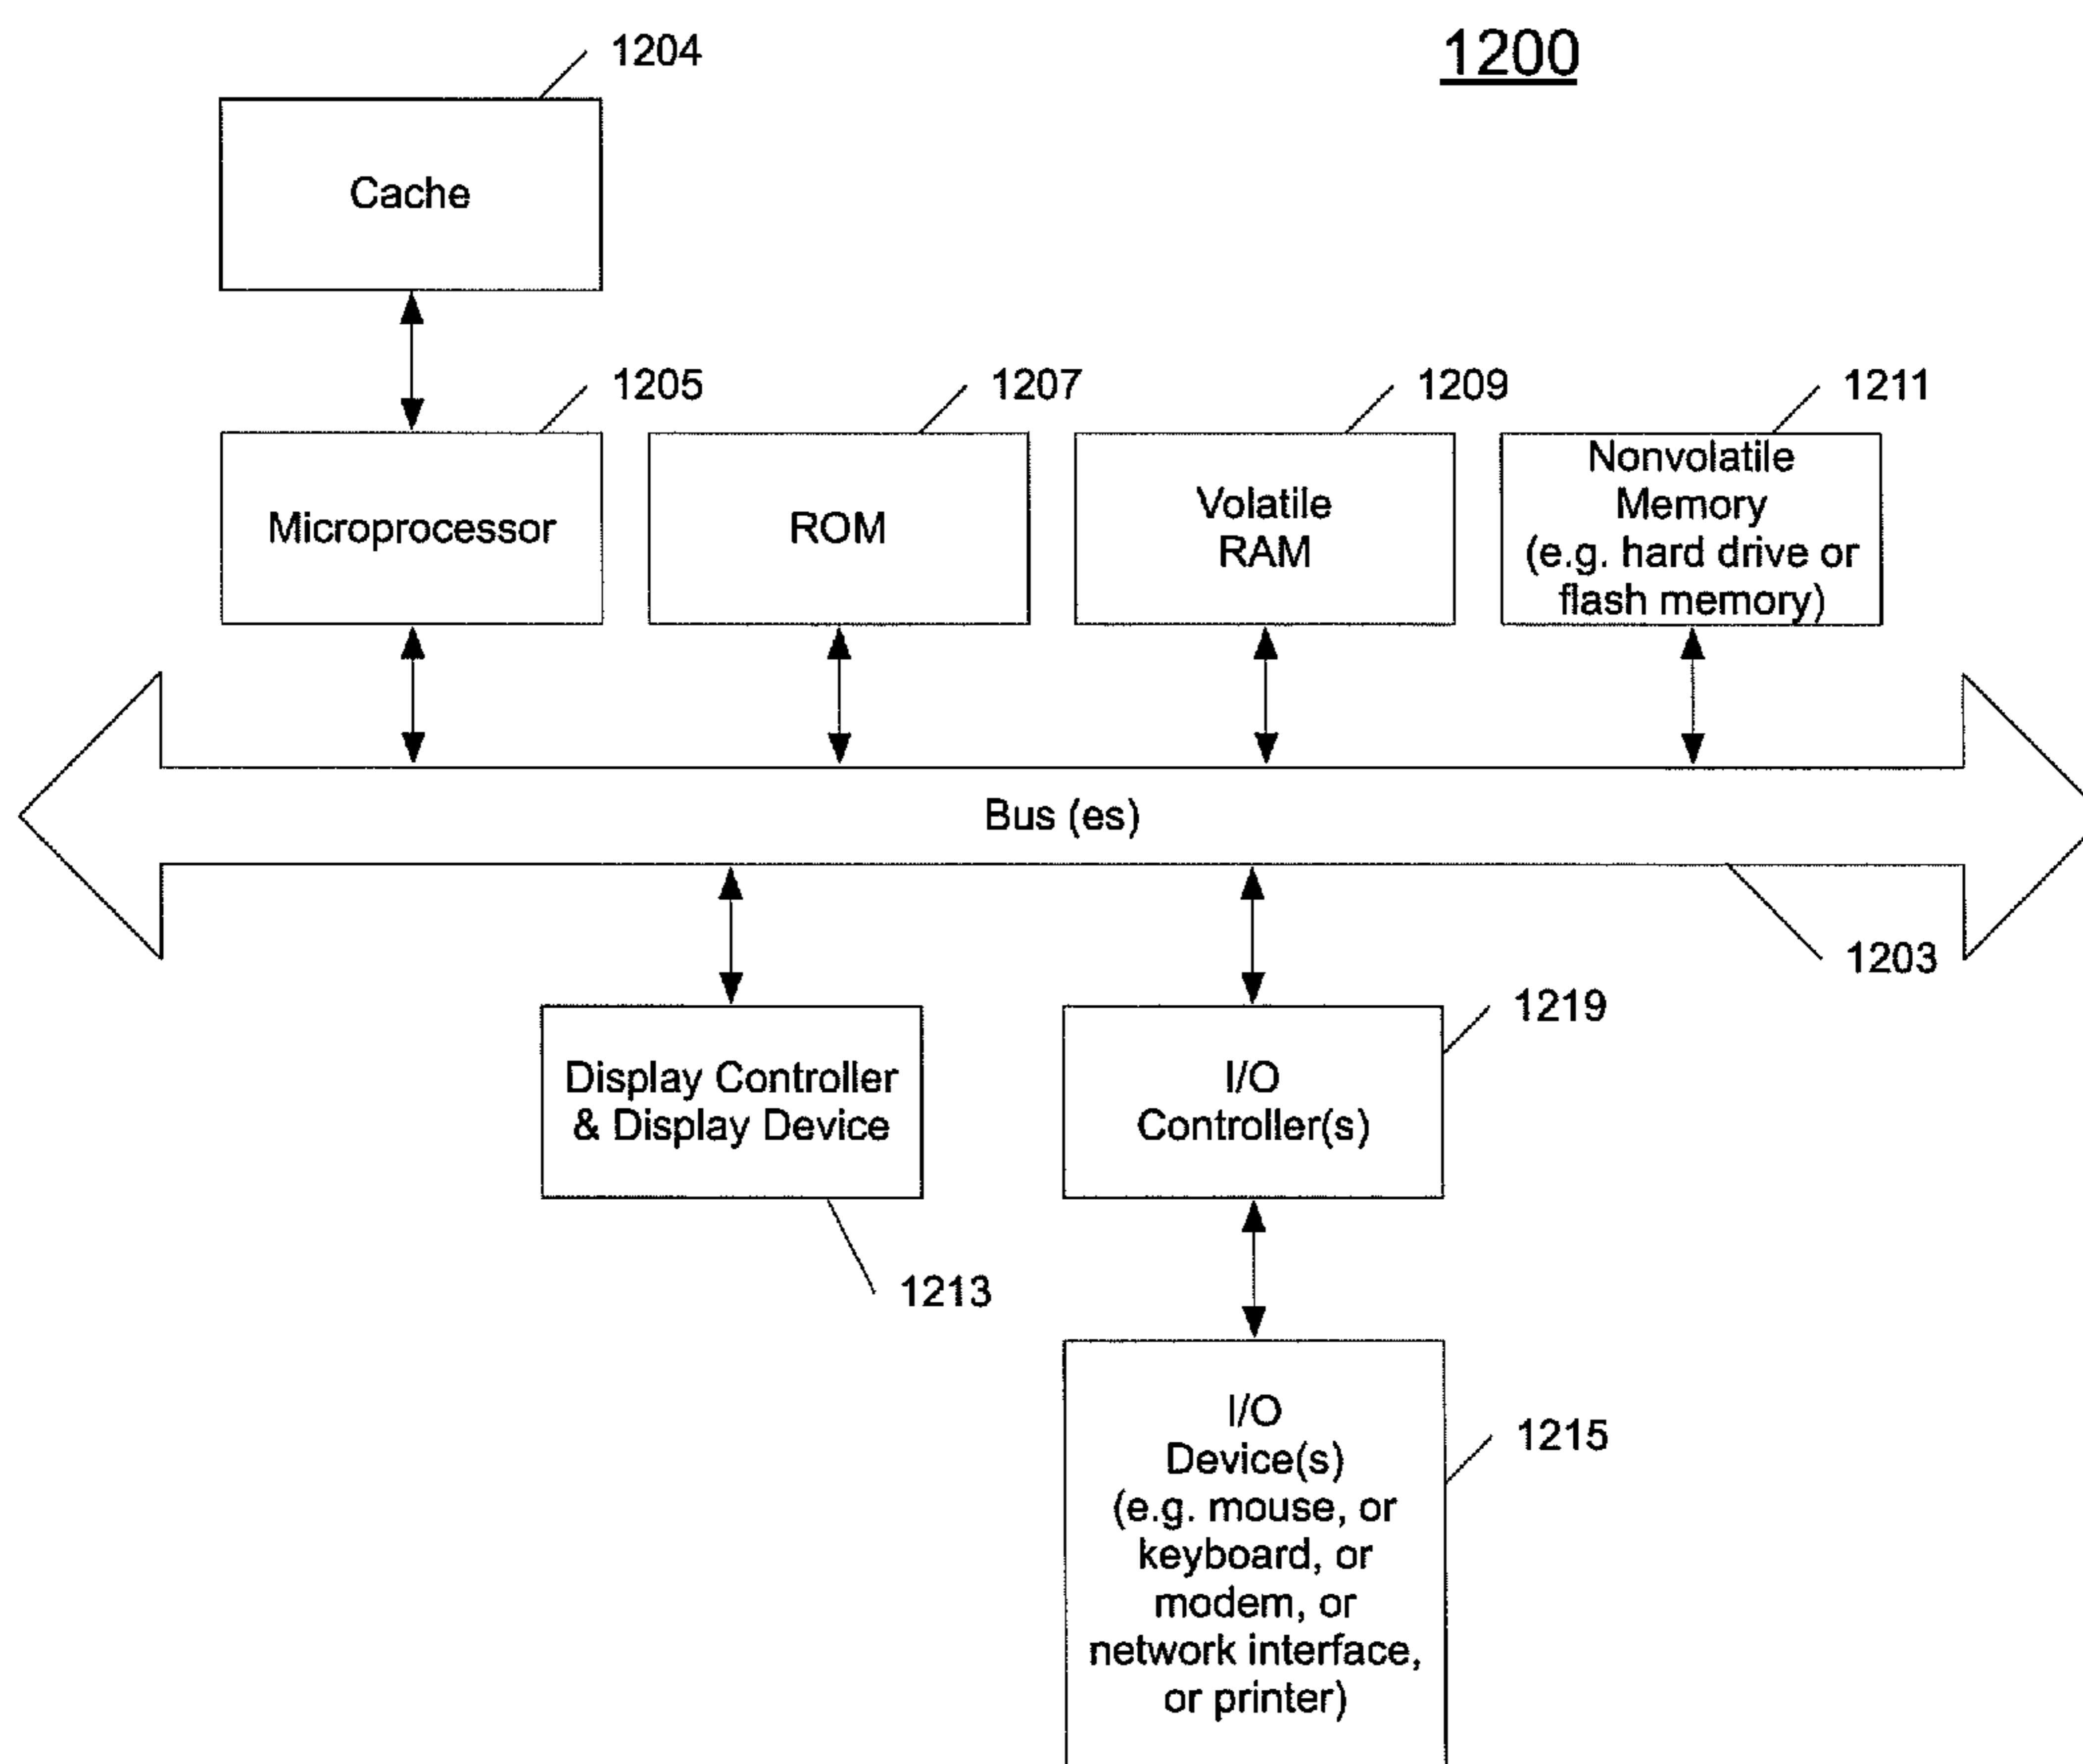 1200
1204
Cache
1205
1207
1209
1211
Microprocessor
ROM
Volatile
RAM
Nonvolatile
Memory
(e.g. hard drive or
flash memory)
Bus (es)
1203
1219
Display Controller
& Display Device
I/O
Controller(s)
1213
I/O
Device(s)
(e.g. mouse, or
keyboard, or
modem, or
network interface,
or printer)
1215